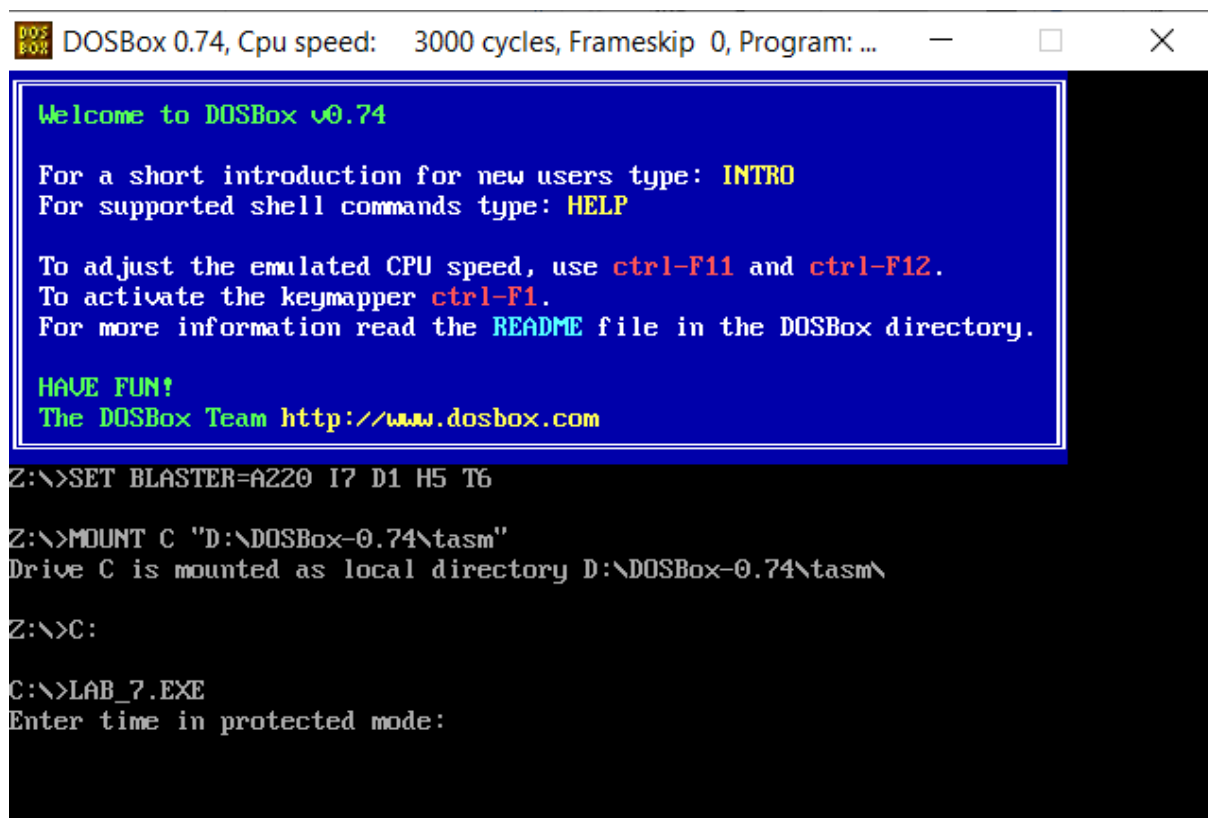 DOSBox 0.74, Cpu speed: 3000 cycles, Frameskip 0, Program: ...
Welcome to DOSBox v0.74
For a short introduction for new users type: INTRO
For supported shell commands type: HELP
To adjust the emulated CPU speed, use ctrl-F11 and ctrl-F12.
To activate the keymapper ctrl-F1.
For more information read the README file in the DOSBox directory.
HAVE FUN!
The DOSBox Team http://www.dosbox.com
Z:\>SET BLASTER=A220 I7 D1 H5 T6
Z:\>MOUNT C "D:\DOSBox-0.74\tasm"
Drive C is mounted as local directory D:\DOSBox-0.74\tasm\
Z:\>C:
C:\>LAB_7.EXE
Enter time in protected mode: